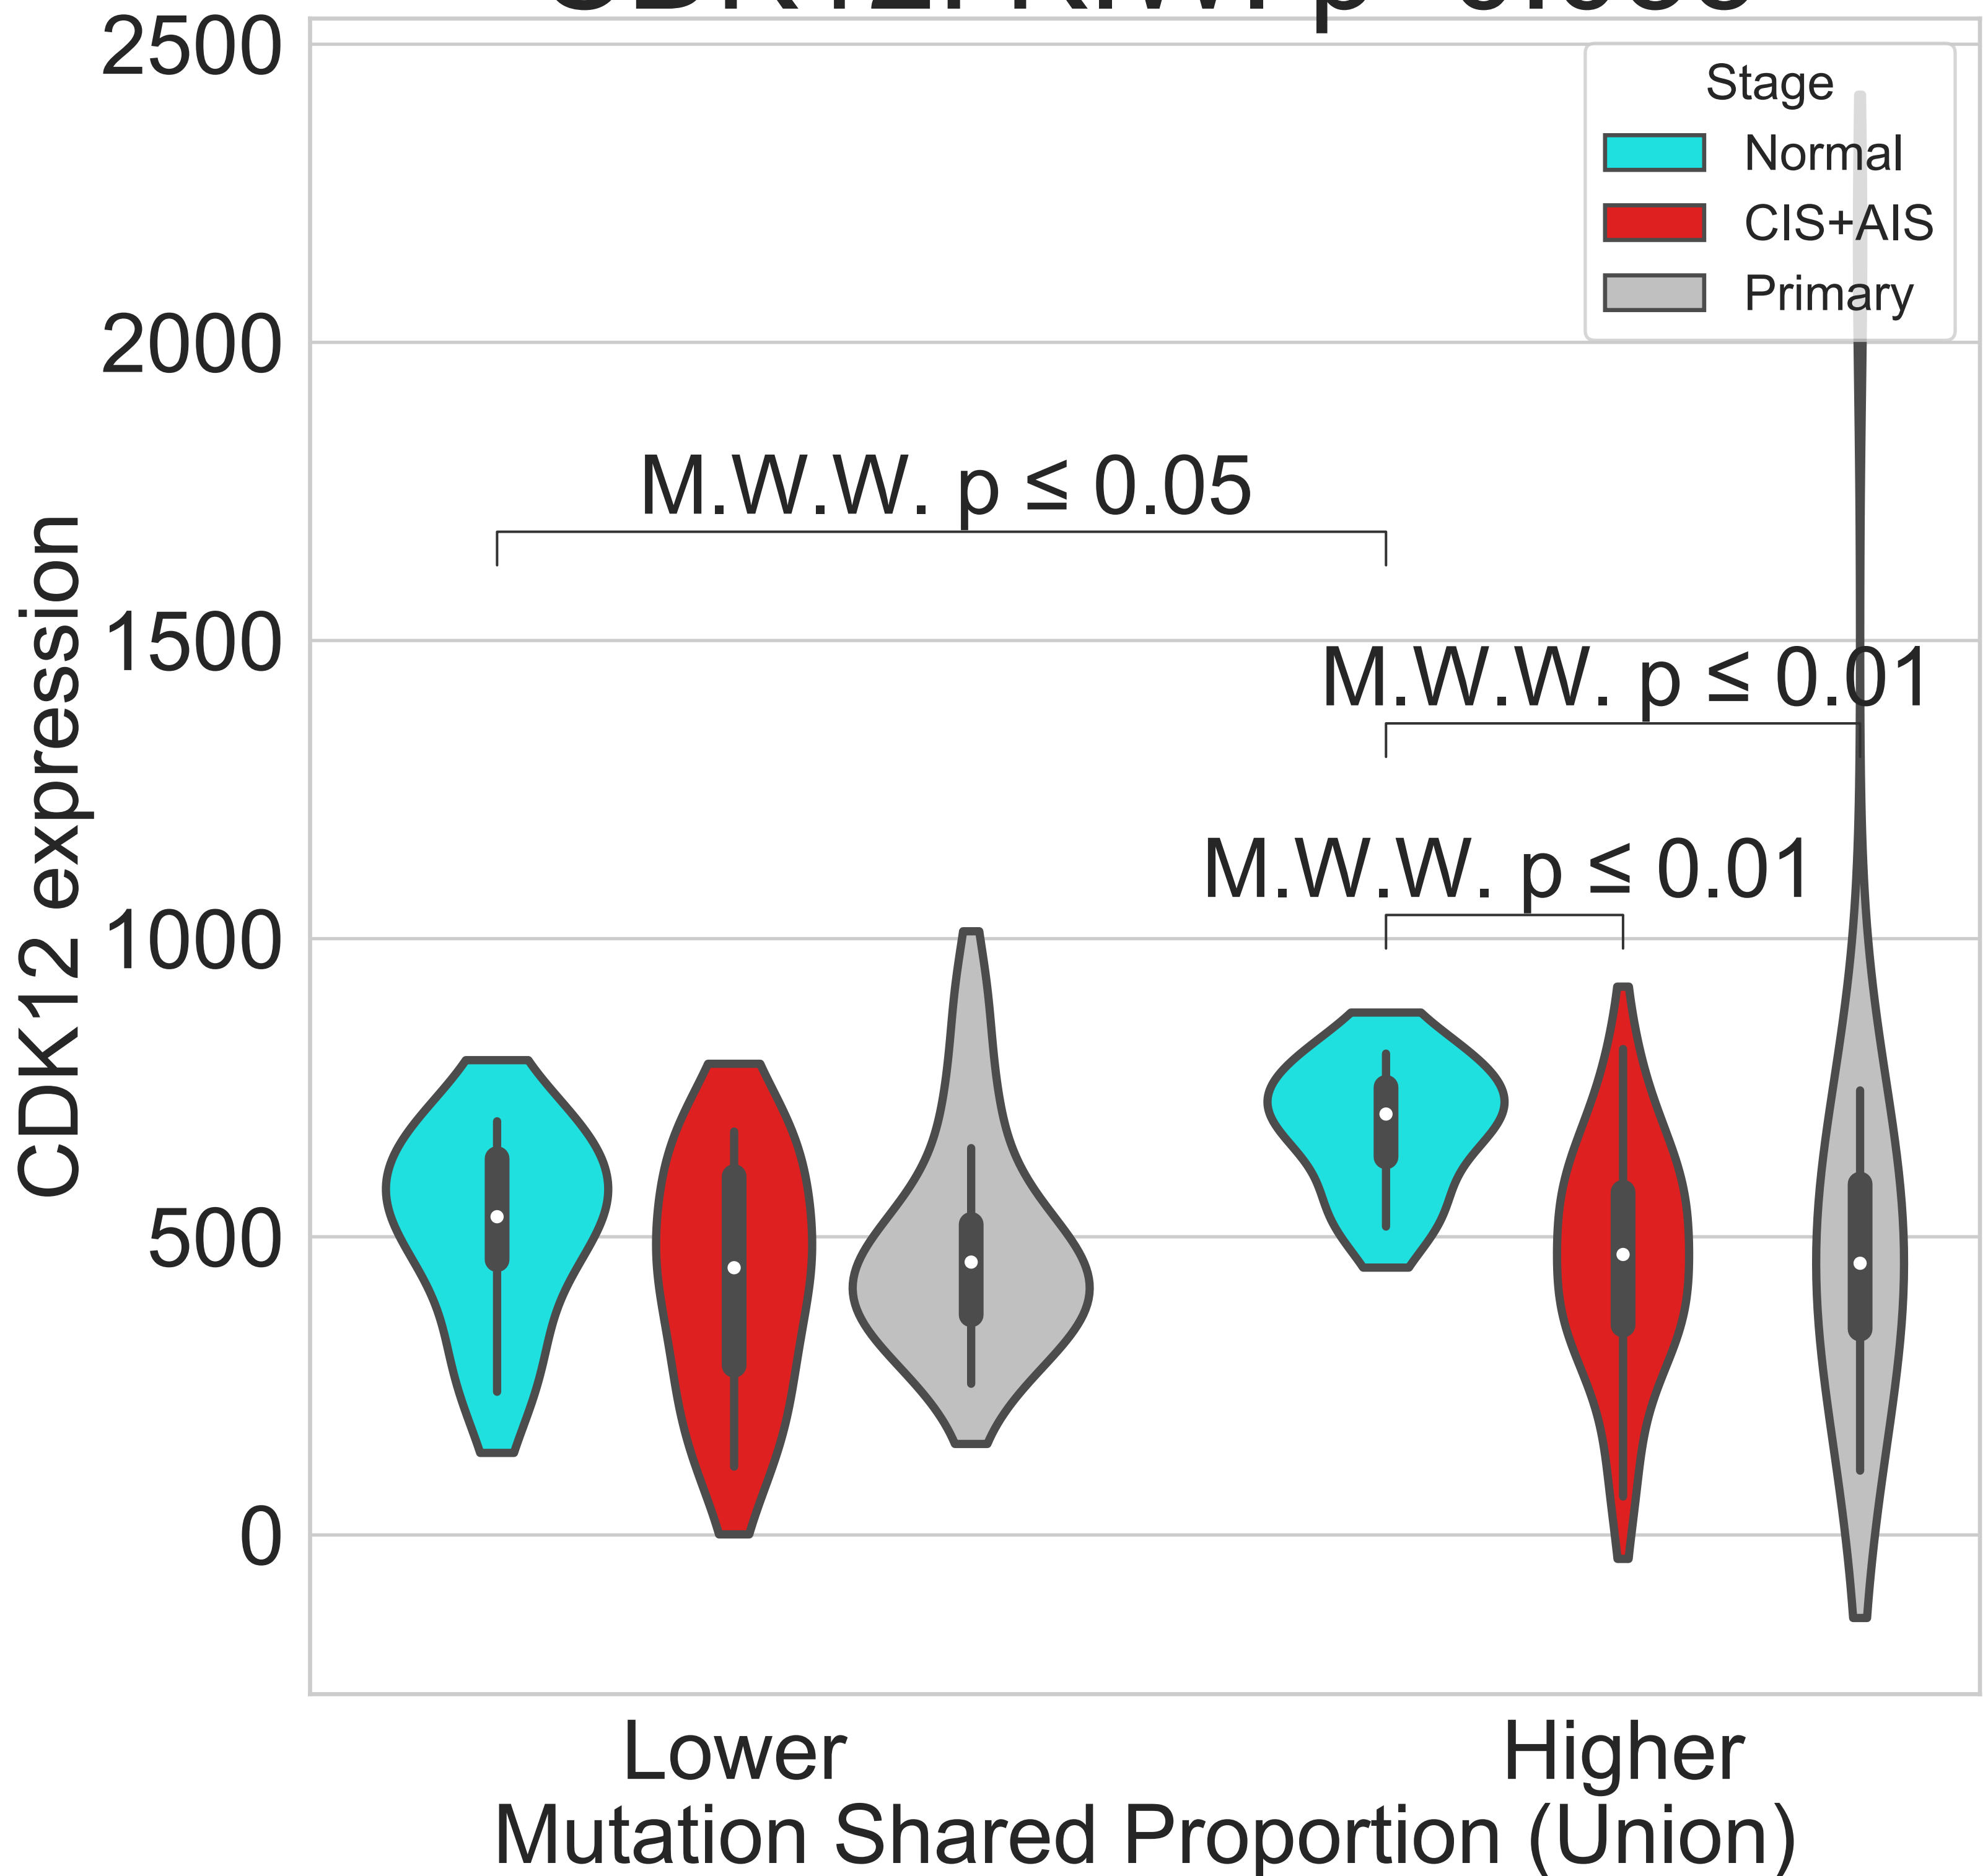 2500
Stage
Normal
CIS+AIS
Primary
2000
M.W.W. p ≤ 0.05
1500
M.W.W. p ≤ 0.01
M.W.W. p ≤ 0.01
1000
500
0
CDK12 expression
Lower
Higher
Mutation Shared Proportion (Union)